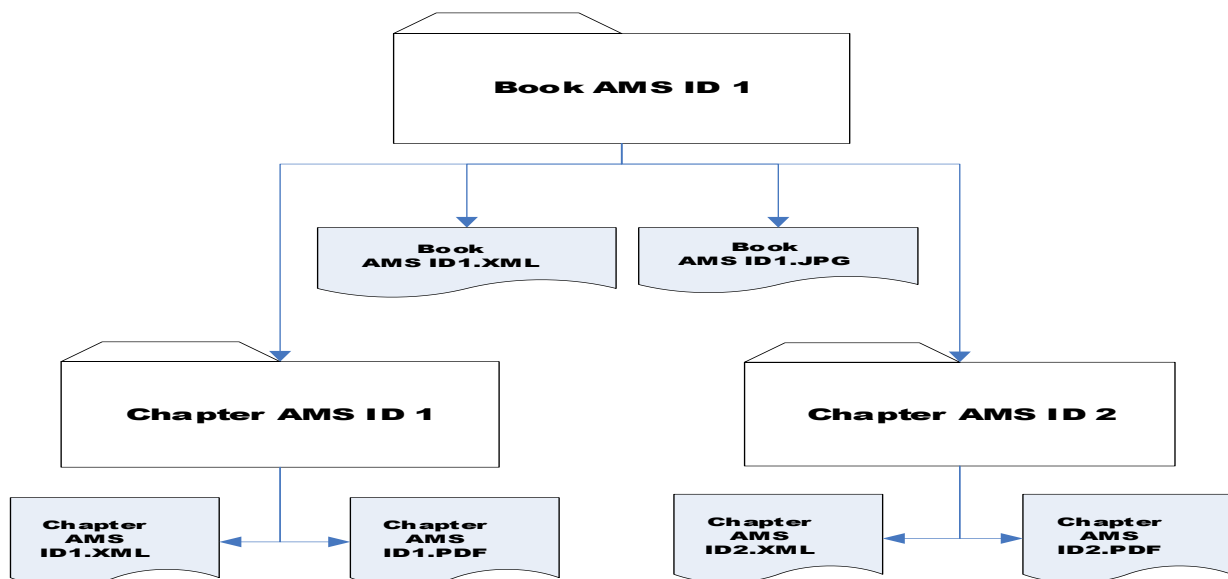 Book AMS ID 1
Book
AMS ID1.XML
Book
AMS ID1.JPG
Chapter AMS ID 1
Chapter AMS ID 2
Chapter
AMS
ID1.XML
Chapter
AMS
ID1.PDF
Chapter
AMS
ID2.XML
Chapter
AMS
ID2.PDF